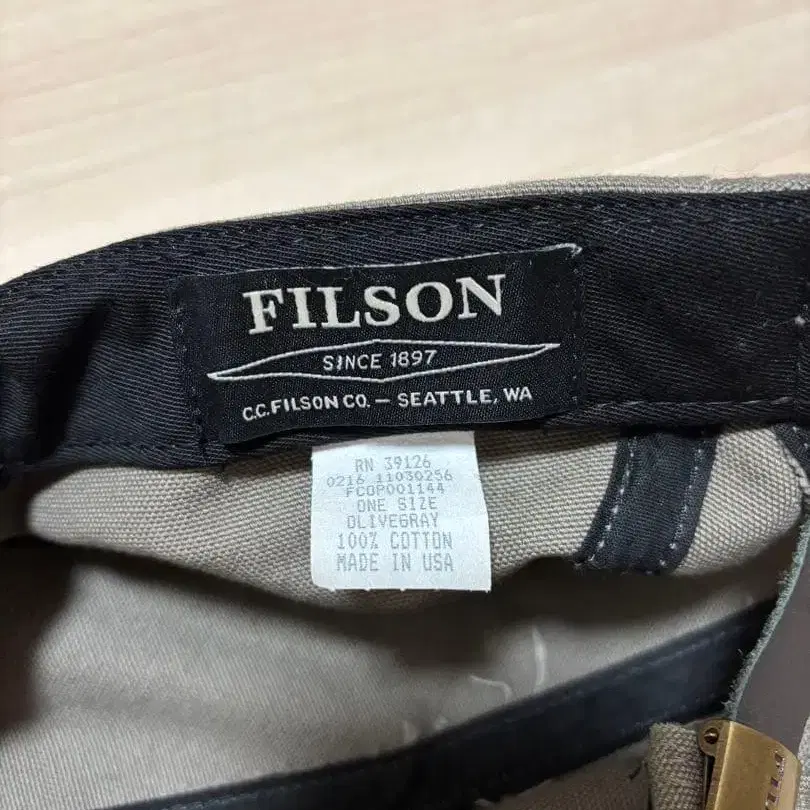 FILSON
SINCE 1897
C.C.FILSON CO. — SEATTLE, WA
RN 39126
0216 11030256
FCOP001144
ONE SIZE
OLIVEGRAY
100% COTTON
MADE IN USA